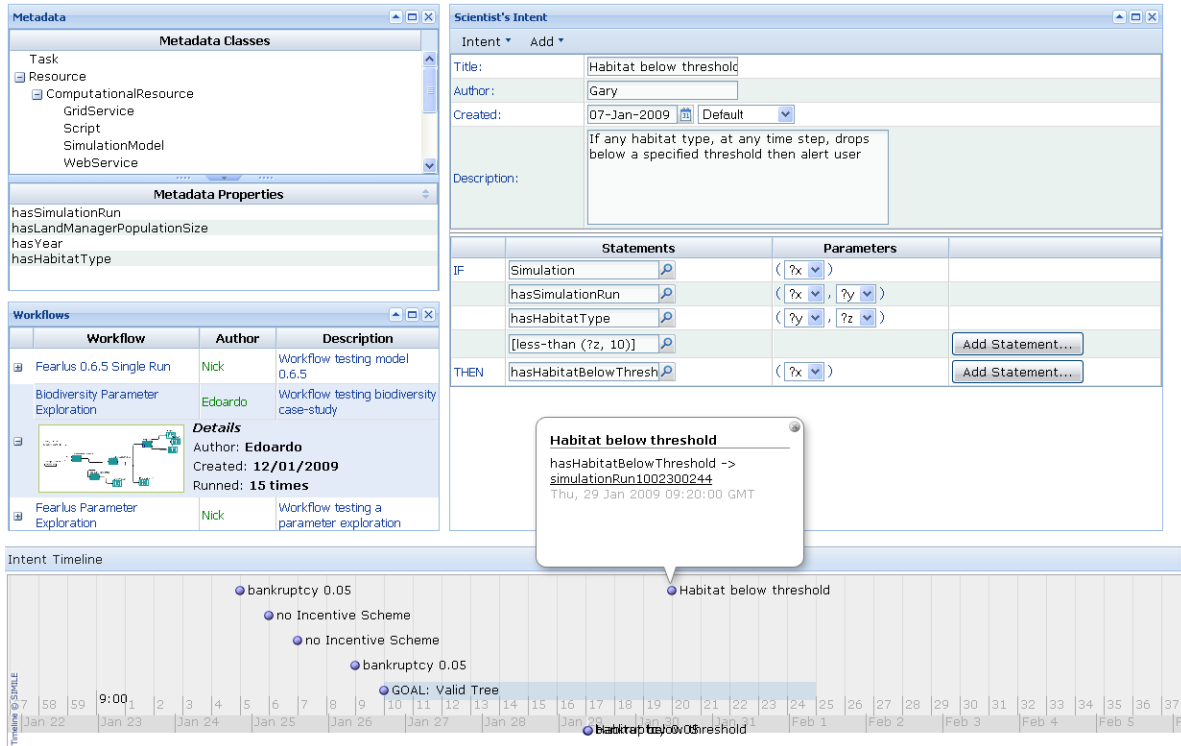 Metadata
Metadata Classes
Task
Resource
ComputationalResource
GridService
Script
SimulationModel
WebService
Metadata Properties
hasSimulationRun
hasLandManagerPopulationSize
hasYear
hasHabitatType
Workflows
Workflow Author Description
Fearlus 0.6.5 Single Run Nick Workflow testing model
0.6.5
Biodiversity Parameter
Exploration Edoardo Workflow testing biodiversity
case-study
Details
Author: Edoardo
Created: 12/01/2009
Runned: 15 times
Fearlus Parameter
Exploration Nick Workflow testing a
parameter exploration
Scientist's Intent
Intent Add
Title: Habitat below threshold
Author: Gary
Created: 07-Jan-2009 Default
Description: If any habitat type, at any time step, drops
below a specified threshold then alert user
Statements Parameters
IF Simulation ( ?x )
hasSimulationRun ( ?x , ?y )
hasHabitatType ( ?y , ?z )
[less-than (?z, 10)] Add Statement...
THEN hasHabitatBelowThresh ( ?x ) Add Statement...
Habitat below threshold
hasHabitatBelowThreshold ->
simulationRun1002300244
Thu, 29 Jan 2009 09:20:00 GMT
Intent Timeline
bankruptcy 0.05 Habitat below threshold
no Incentive Scheme
no Incentive Scheme
bankruptcy 0.05
GOAL: Valid Tree
7 58 59 9:00 1 2 3 4 5 6 7 8 9 10 11 12 13 14 15 16 17 18 19 20 21 22 23 24 25 26 27 28 29 30 31 32 33 34 35 36 37
Jan 22 Jan 23 Jan 24 Jan 25 Jan 26 Jan 27 Jan 28 Jan 29 Jan 30 Jan 31 Feb 1 Feb 2 Feb 3 Feb 4 Feb 5
Timeline © SIMILE